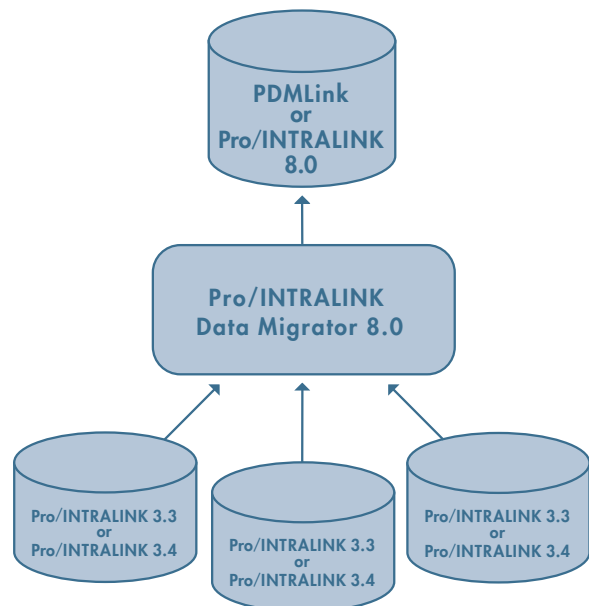 PDMLink
or
Pro/INTRALINK
8.0
Pro/INTRALINK
Data Migrator 8.0
Pro/INTRALINK 3.3
or
Pro/INTRALINK 3.4
Pro/INTRALINK 3.3
or
Pro/INTRALINK 3.4
Pro/INTRALINK 3.3
or
Pro/INTRALINK 3.4